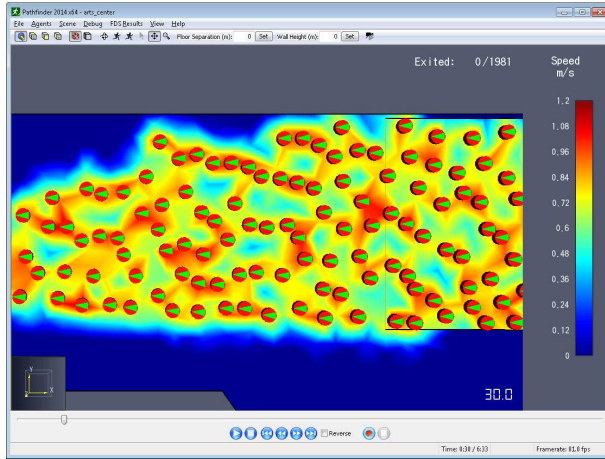 Pathfinder 2014 x64 - arts_center
File Agents Scene Debug FDS Results View Help
Floor Separation (m): 0 Set Wall Height (m): 0 Set
Exited: 0/1981
Speed
m/s
1.2
1.08
0.96
0.84
0.72
0.6
0.48
0.36
0.24
0.12
0
Y
X
30.0
Reverse
Time: 0:30 / 6:33 Framerate: 81.0 fps